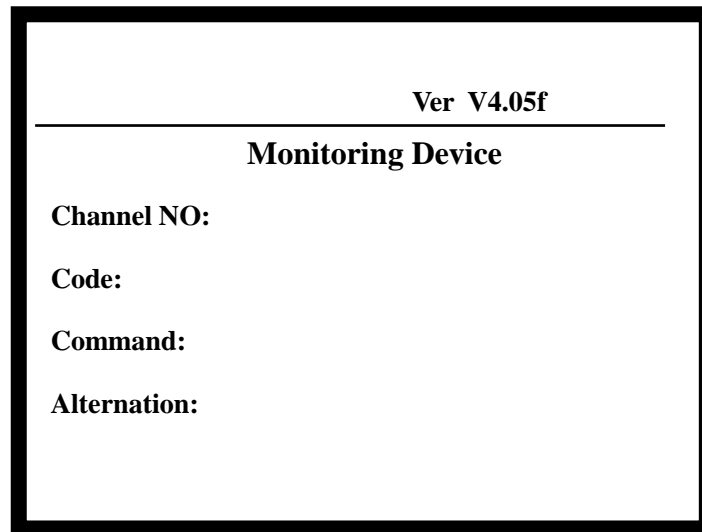 Ver V4.05f
Monitoring Device
Channel NO:
Code:
Command:
Alternation: